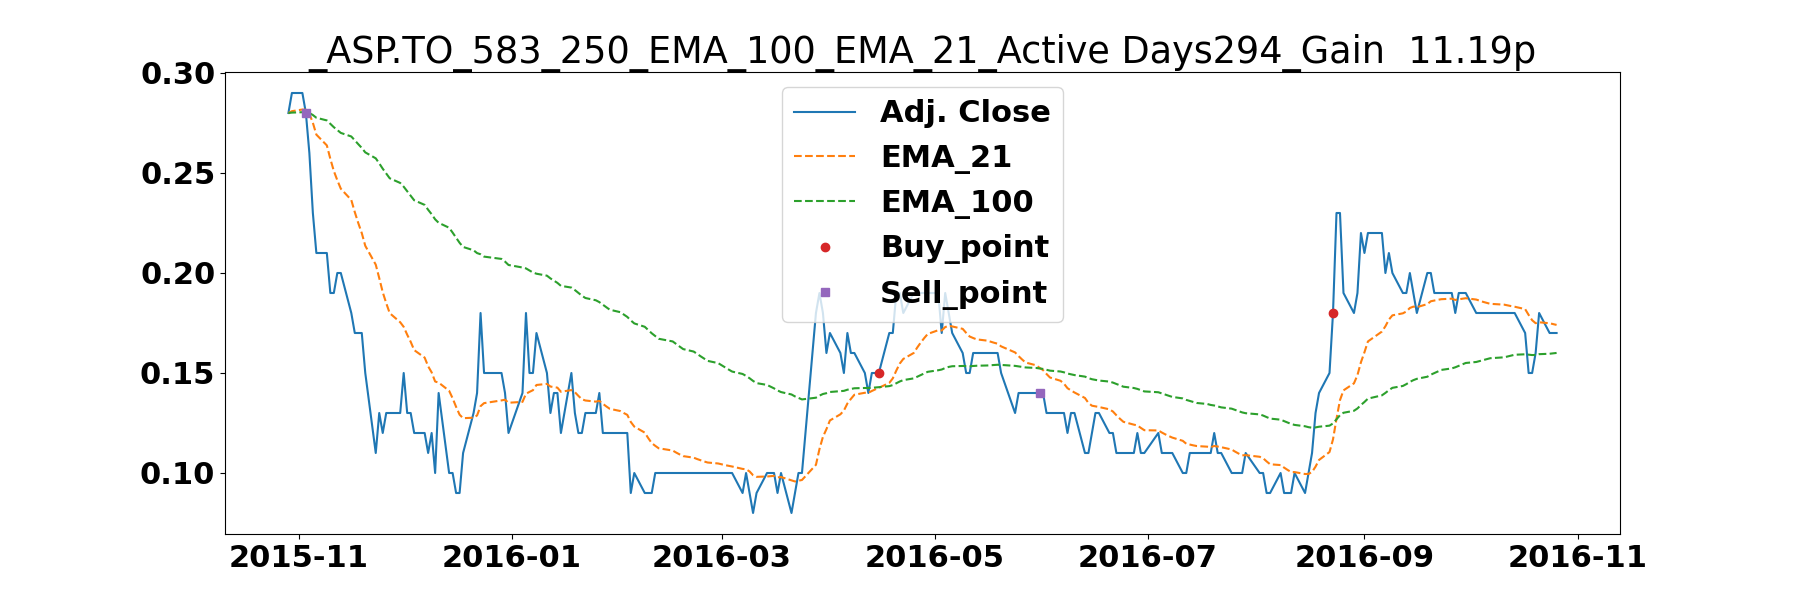 _ASP.TO_583_250_EMA_100_EMA_21_Active Days294_Gain  11.19p
0.30
0.25
0.20
0.15
0.10
Adj. Close
EMA_21
EMA_100
Buy_point
Sell_point
2015-11 2016-01 2016-03 2016-05 2016-07 2016-09 2016-11